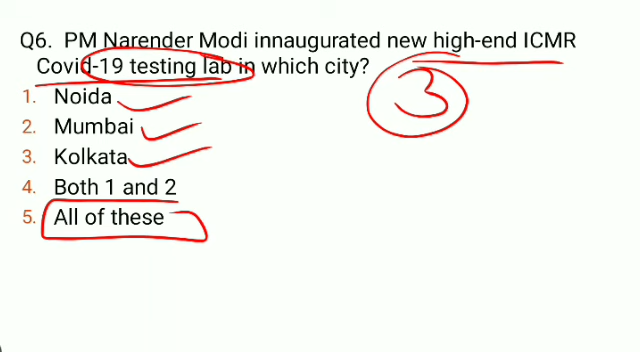 Q6. PM Narender Modi innaugurated new high-end ICMR
Covid-19 testing lab in which city?
1. Noida
2. Mumbai
3. Kolkata
4. Both 1 and 2
5. All of these
3